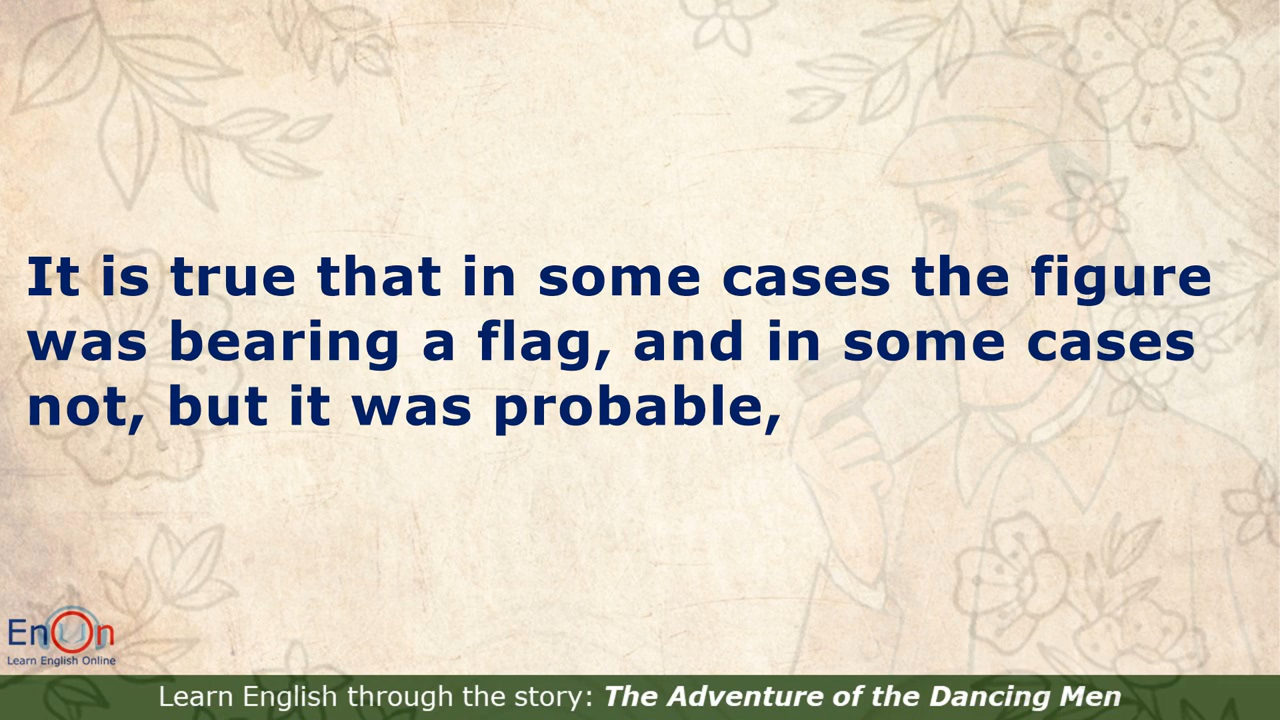 It is true that in some cases the figure
was bearing a flag, and in some cases
not, but it was probable,
EnOn
Learn English Online
Learn English through the story: The Adventure of the Dancing Men